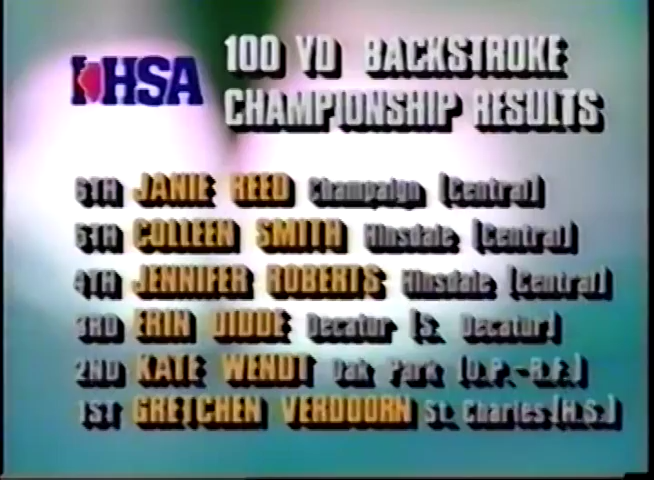 IHSA
100 YD BACKSTROKE
CHAMPIONSHIP RESULTS
6TH JANIE REED Champaign (Central)
5TH COLLEEN SMITH Hinsdale (Central)
4TH JENNIFER ROBERTS Hinsdale (Central)
3RD ERIN DIDDE Decatur (S. Decatur)
2ND KATE WENDT Oak Park (O.P.-R.F.)
1ST GRETCHEN VERDOORN St. Charles (H.S.)